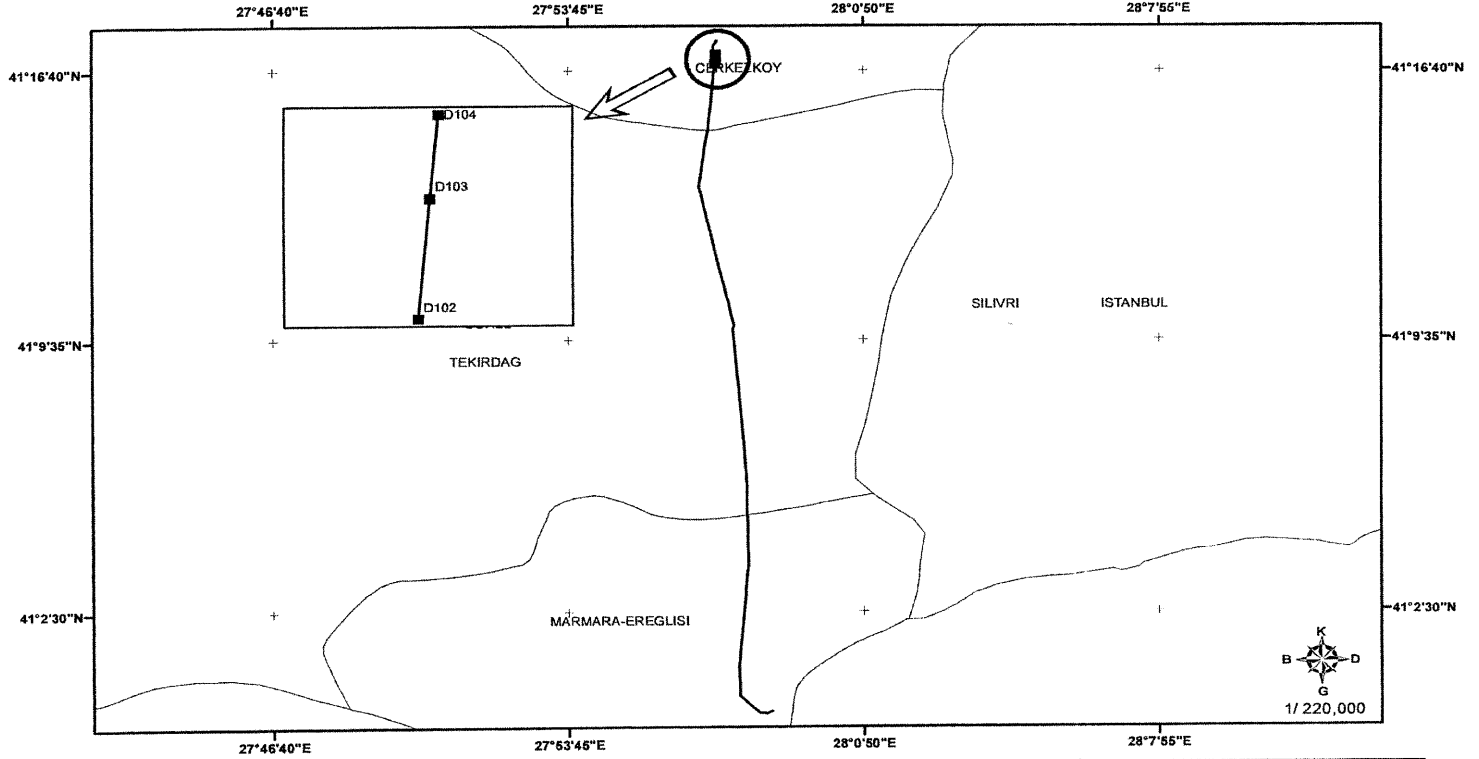 27°46'40"E 27°53'45"E 28°0'50"E 28°7'55"E
41°16'40"N CERKEZKOY 41°16'40"N
D104
D103
D102
SILIVRI ISTANBUL
41°9'35"N 41°9'35"N
TEKIRDAG
41°2'30"N MARMARA-EREGLISI 41°2'30"N
K
B D
G
1/ 220,000
27°46'40"E 27°53'45"E 28°0'50"E 28°7'55"E